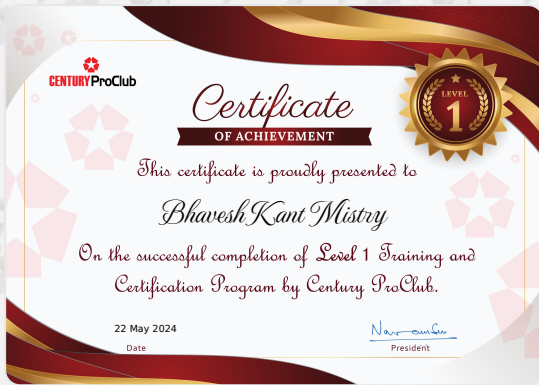 CENTURY ProClub
Certificate
OF ACHIEVEMENT
LEVEL
1
This certificate is proudly presented to
Bhavesh Kant Mistry
On the successful completion of Level 1 Training and
Certification Program by Century ProClub.
22 May 2024
Date
President